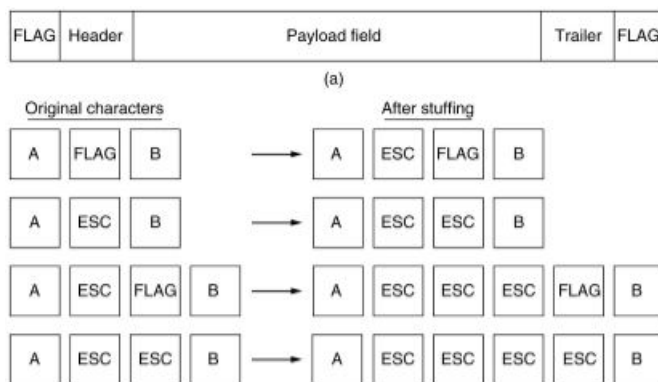 FLAG Header Payload field Trailer FLAG
(a)
Original characters After stuffing
A FLAG B A ESC FLAG B
A ESC B A ESC ESC B
A ESC FLAG B A ESC ESC ESC FLAG B
A ESC ESC B A ESC ESC ESC ESC B